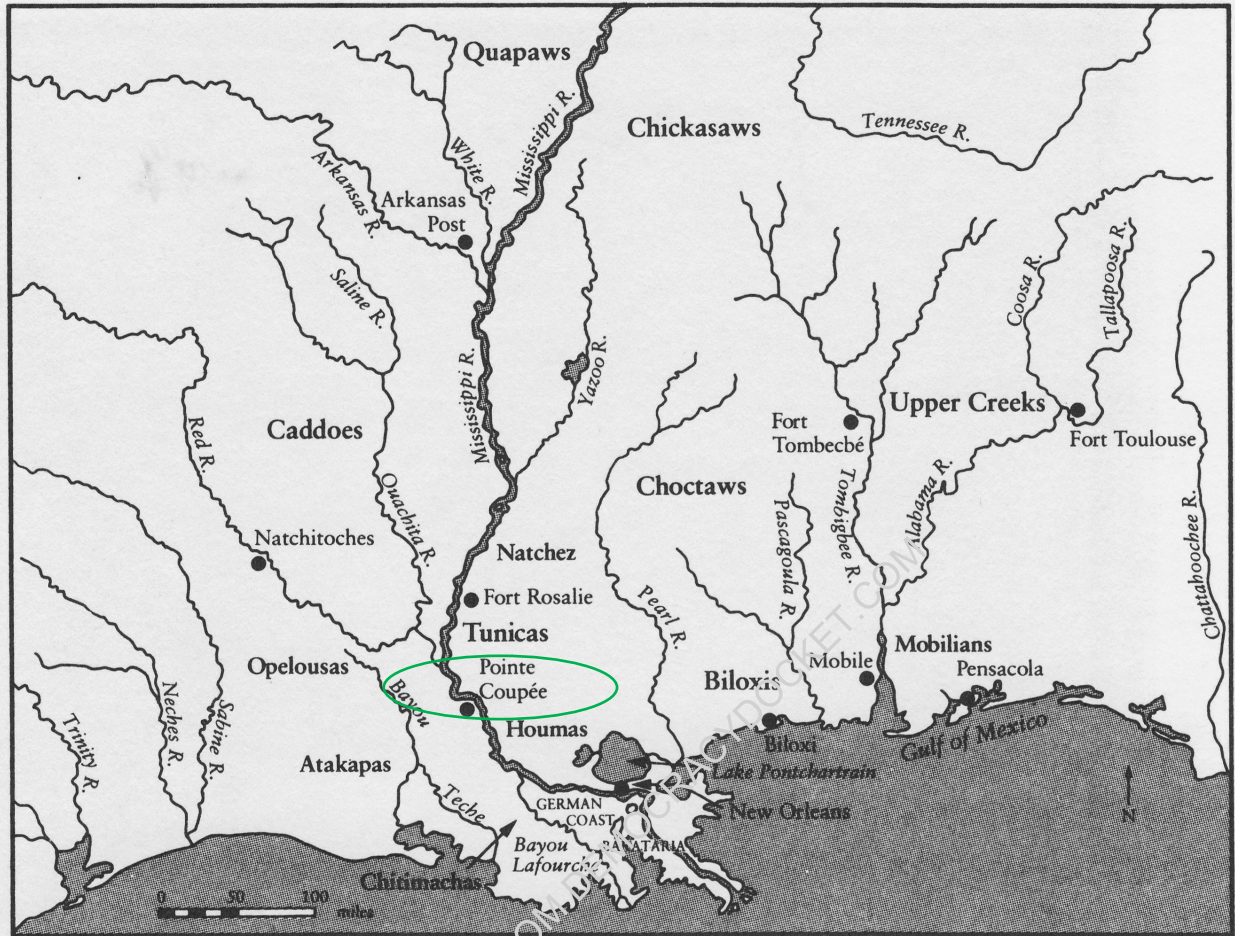 Quapaws
Mississippi R.
Chickasaws
Tennessee R.
White R.
Arkansas R.
Arkansas
Post
Saline R.
Coosa R.
Tallapoosa R.
Mississippi R.
Yazoo R.
Red R.
Caddoes
Upper Creeks
Fort
Tombecbé
Fort Toulouse
Ouachita R.
Choctaws
Pascagoula R.
Tombigbee R.
Alabama R.
Chattahoochee R.
Natchitoches
Natchez
Fort Rosalie
Pearl R.
Tunicas
Opelousas
Pointe
Coupée
Mobilians
Mobile
Pensacola
Biloxis
Bayou
Teche
Neches R.
Sabine R.
Trinity R.
Houmas
Biloxi
Gulf of Mexico
Atakapas
Lake Pontchartrain
New Orleans
GERMAN
COAST
BARATARIA
Bayou
Lafourche
Chitimachas
N
0 50 100
miles
OM DEMOCRACYDOCKET.COM